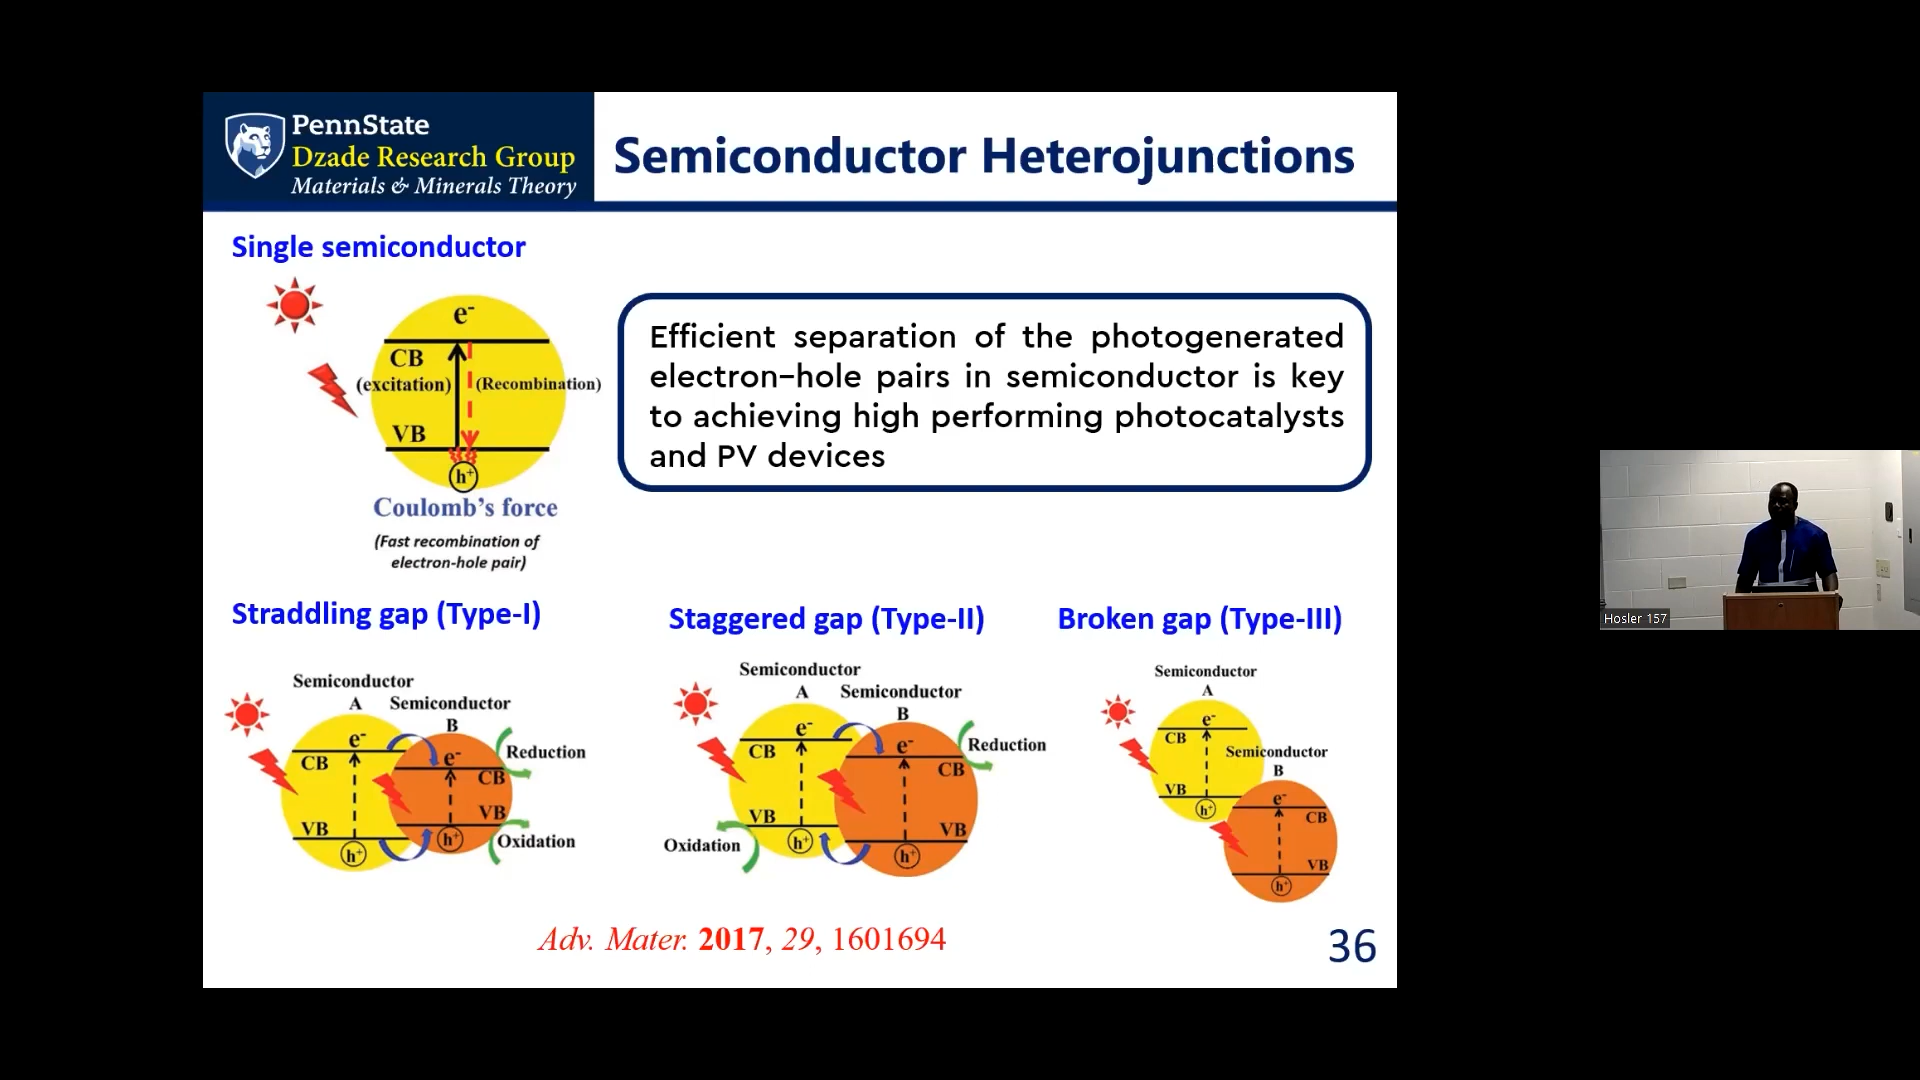 PennState
Dzade Research Group
Materials & Minerals Theory
Semiconductor Heterojunctions
Single semiconductor
e-
CB
(excitation)
(Recombination)
VB
h+
Coulomb's force
(Fast recombination of
electron-hole pair)
Efficient separation of the photogenerated
electron–hole pairs in semiconductor is key
to achieving high performing photocatalysts
and PV devices
Straddling gap (Type-I)
Semiconductor
A
Semiconductor
B
e-
e-
Reduction
CB
CB
VB
VB
Oxidation
h+
h+
Staggered gap (Type-II)
Semiconductor
A
Semiconductor
B
e-
e-
Reduction
CB
CB
VB
VB
Oxidation
h+
h+
Broken gap (Type-III)
Semiconductor
A
e-
CB
Semiconductor
B
VB
e-
h+
CB
VB
h+
Adv. Mater. 2017, 29, 1601694
36
Hosler 157